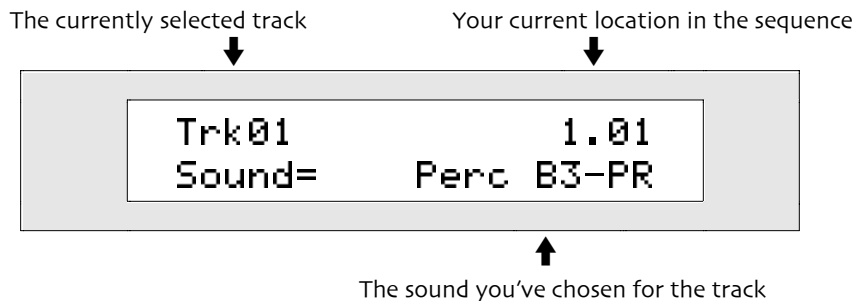 The currently selected track
Your current location in the sequence
Trk01 1.01
Sound= Perc B3-PR
The sound you’ve chosen for the track